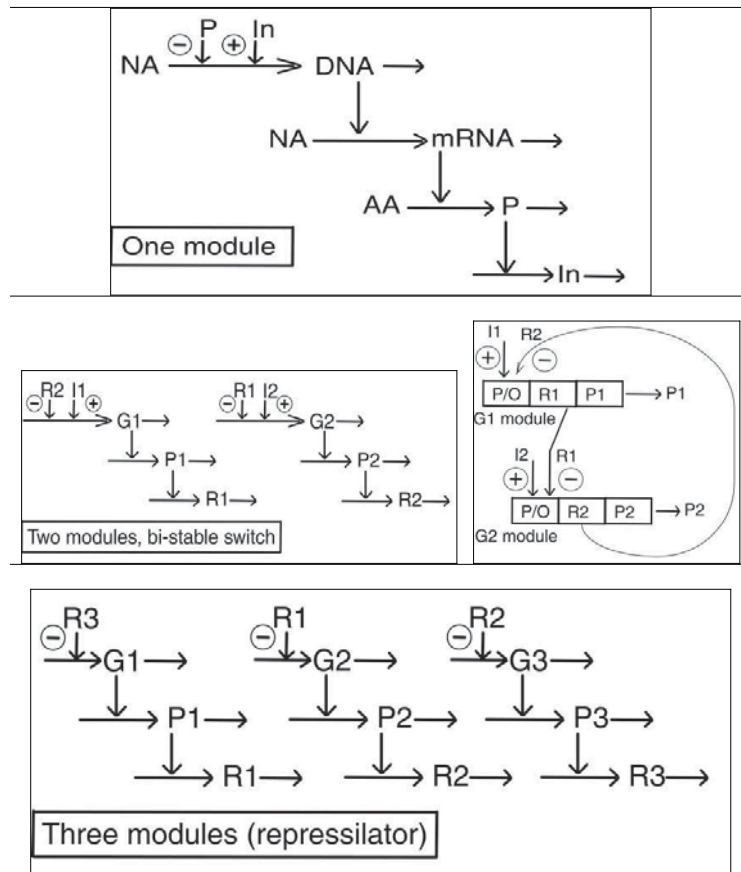 ⊖ P ⊕ In
NA DNA
NA mRNA
AA P
In
One module
⊖ R2 I1 ⊕ ⊖ R1 I2 ⊕
G1 G2
P1 P2
R1 R2
Two modules, bi-stable switch
I1 R2
⊕ ⊖
P/O R1 P1 P1
G1 module
I2 R1
⊕ ⊖
P/O R2 P2 P2
G2 module
⊖ R3 ⊖ R1 ⊖ R2
G1 G2 G3
P1 P2 P3
R1 R2 R3
Three modules (repressilator)